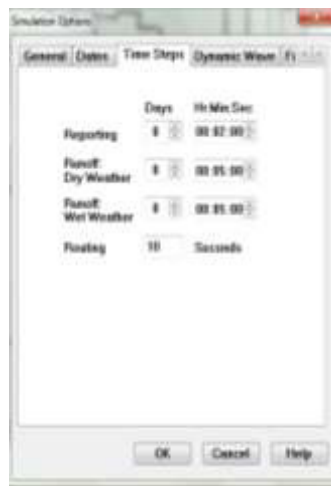 Simulation Options
General Dates Time Steps Dynamic Wave
Days Hr:Min:Sec
Reporting 0 00:02:00
Runoff:
Dry Weather 0 00:05:00
Runoff:
Wet Weather 0 00:05:00
Routing 10 Seconds
OK Cancel Help